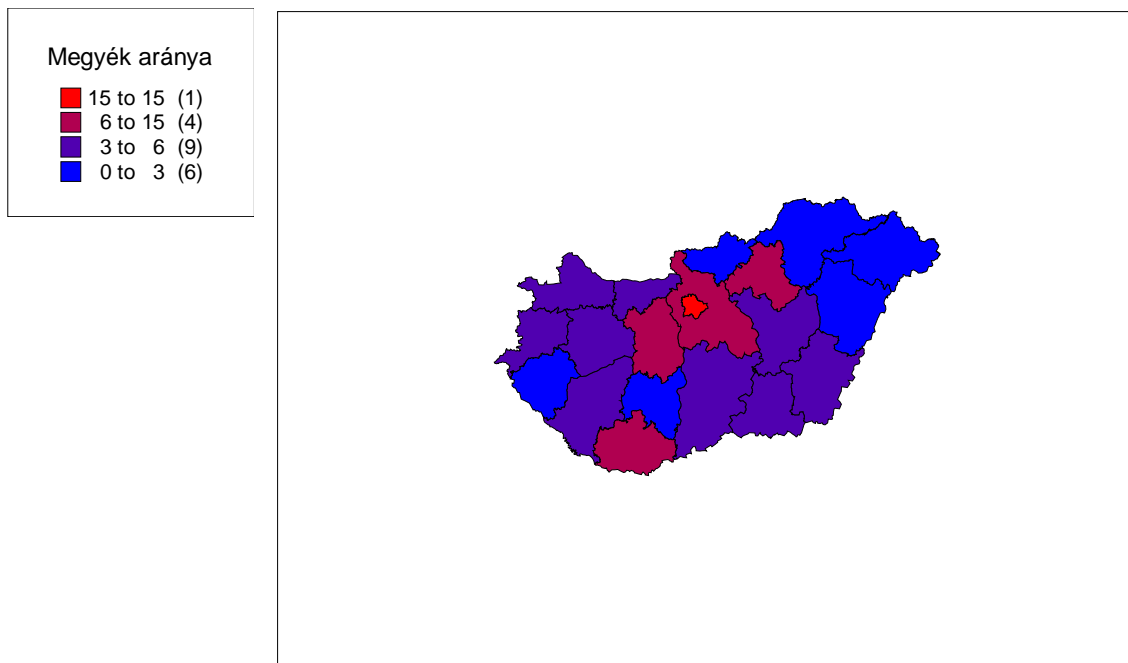 Megyék aránya
15 to 15 (1)
6 to 15 (4)
3 to 6 (9)
0 to 3 (6)